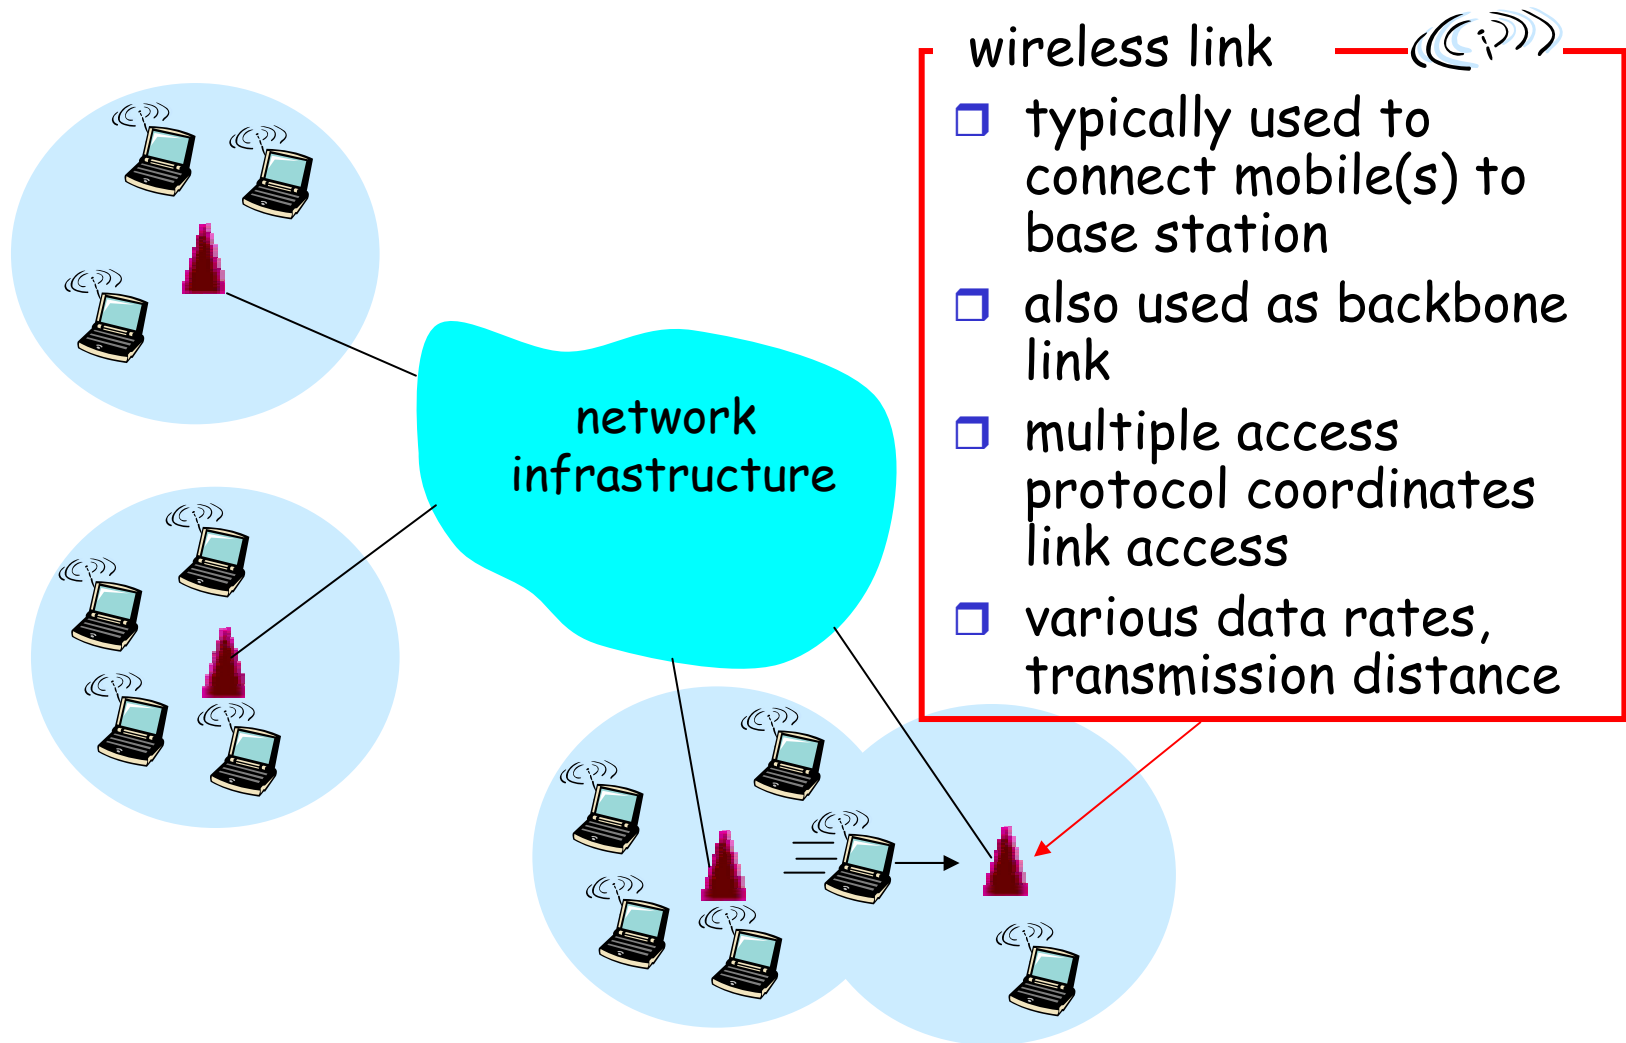 wireless link
typically used to
connect mobile(s) to
base station
also used as backbone
link
multiple access
protocol coordinates
link access
various data rates,
transmission distance
network
infrastructure